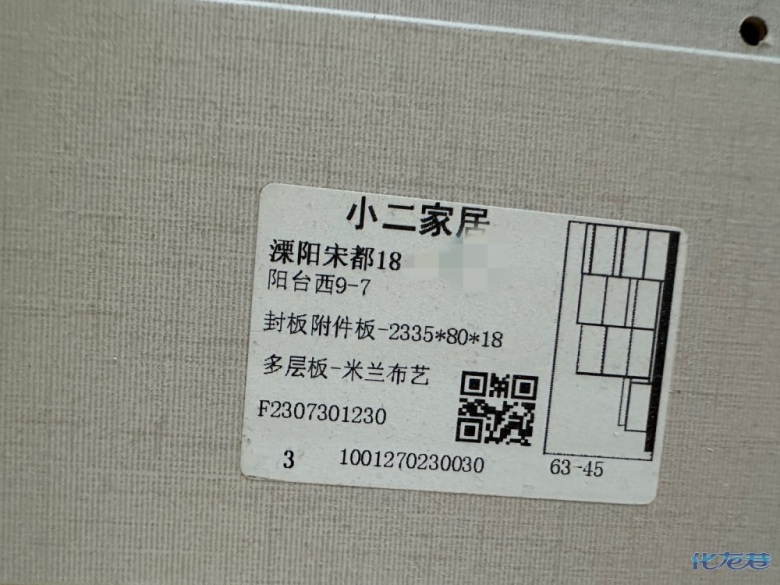 小二家居
溧阳宋都18
阳台西9-7
封板附件板-2335*80*18
多层板-米兰布艺
F2307301230
3 1001270230030
63-45
化龙巷